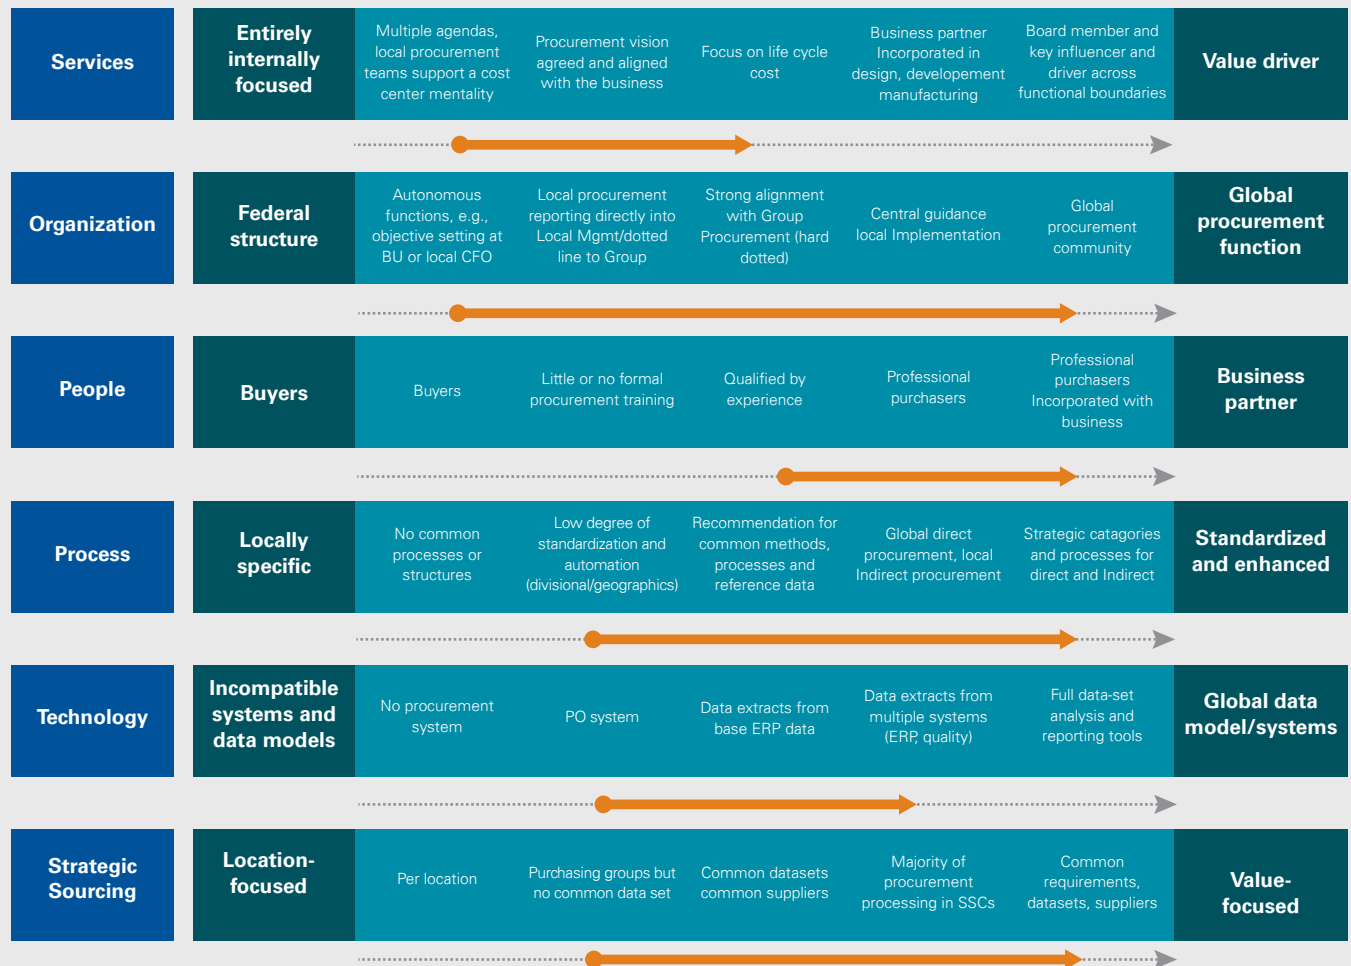 Services
Entirely
internally
focused
Multiple agendas,
local procurement
teams support a cost
center mentality
Procurement vision
agreed and aligned
with the business
Focus on life cycle
cost
Business partner
Incorporated in
design, developement
manufacturing
Board member and
key influencer and
driver across
functional boundaries
Value driver
Organization
Federal
structure
Autonomous
functions, e.g.,
objective setting at
BU or local CFO
Local procurement
reporting directly into
Local Mgmt/dotted
line to Group
Strong alignment
with Group
Procurement (hard
dotted)
Central guidance
local Implementation
Global
procurement
community
Global
procurement
function
People
Buyers
Buyers
Little or no formal
procurement training
Qualified by
experience
Professional
purchasers
Professional
purchasers
Incorporated with
business
Business
partner
Process
Locally
specific
No common
processes or
structures
Low degree of
standardization and
automation
(divisional/geographics)
Recommendation for
common methods,
processes and
reference data
Global direct
procurement, local
Indirect procurement
Strategic catagories
and processes for
direct and Indirect
Standardized
and enhanced
Technology
Incompatible
systems and
data models
No procurement
system
PO system
Data extracts from
base ERP data
Data extracts from
multiple systems
(ERP, quality)
Full data-set
analysis and
reporting tools
Global data
model/systems
Strategic
Sourcing
Location-
focused
Per location
Purchasing groups but
no common data set
Common datasets
common suppliers
Majority of
procurement
processing in SSCs
Common
requirements,
datasets, suppliers
Value-
focused